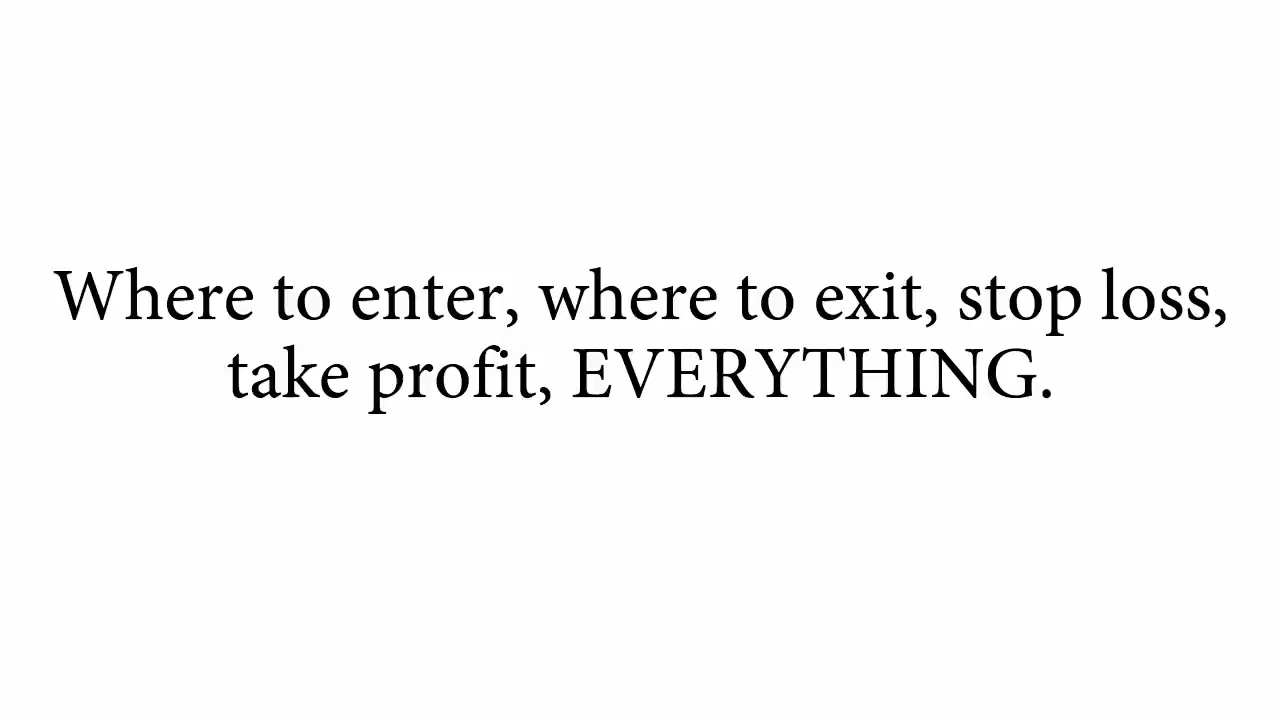 Where to enter, where to exit, stop loss,
take profit, EVERYTHING.